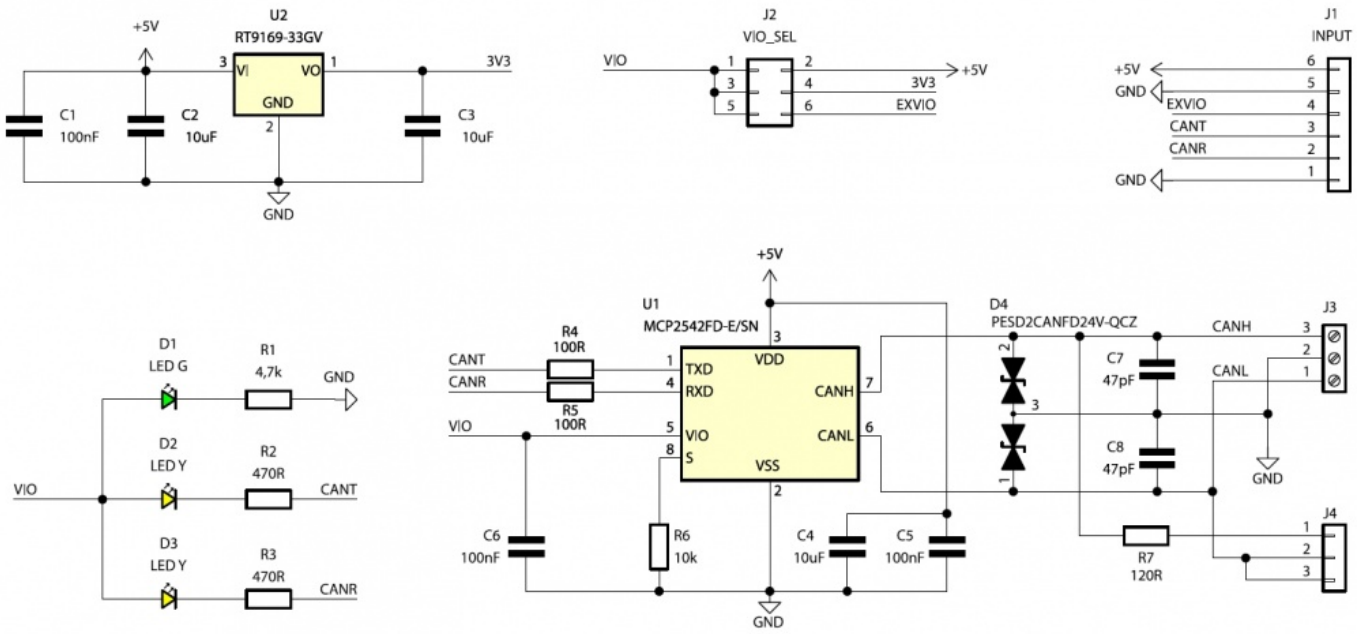 U2
RT9169-33GV
+5V
3 VI VO 1 3V3
GND
2
C1
100nF
C2
10uF
C3
10uF
GND
J2
VIO_SEL
VIO 1 2 +5V
3 4 3V3
5 6 EXVIO
J1
INPUT
+5V 6
GND 5
EXVIO 4
CANT 3
CANR 2
GND 1
D1
LED G
R1
4,7k
GND
D2
LED Y
R2
470R
VIO CANT
D3
LED Y
R3
470R
CANR
+5V
U1
MCP2542FD-E/SN
R4
100R
CANT 1 TXD
CANR 4 RXD
R5
100R
VIO 5 VIO
8 S
3
VDD
CANH 7
CANL 6
VSS
2
C6
100nF
R6
10k
C4
10uF
C5
100nF
GND
D4
PESD2CANFD24V-QCZ
2
3
1
C7
47pF
C8
47pF
J3
CANH 3
2
CANL 1
GND
J4
1
2
3
R7
120R